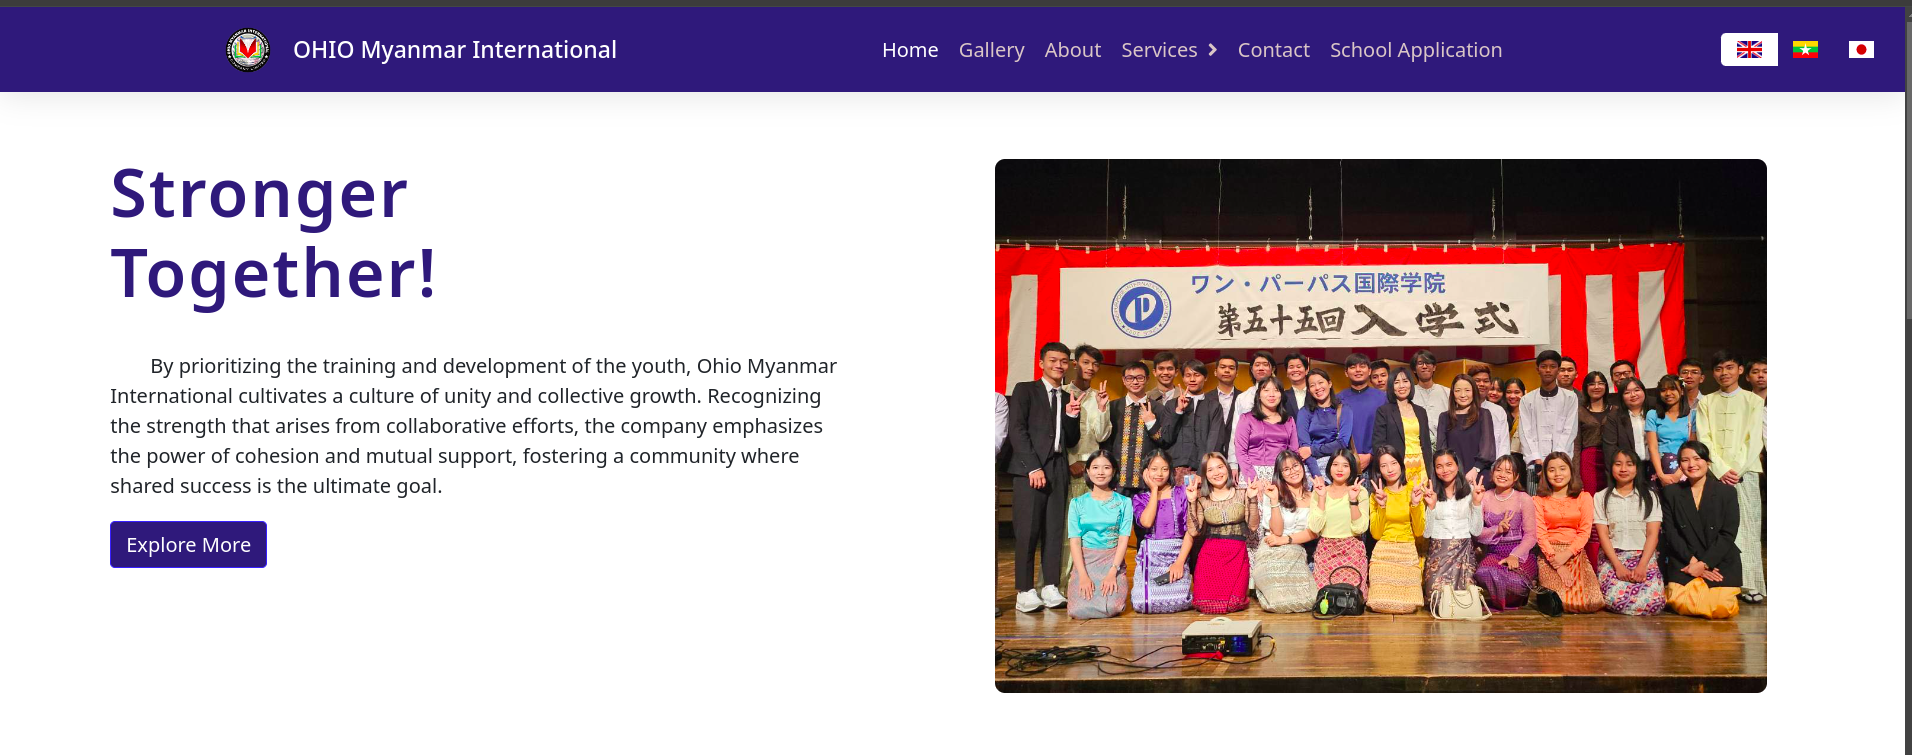 OHIO Myanmar International
Home Gallery About Services Contact School Application
Stronger
Together!
By prioritizing the training and development of the youth, Ohio Myanmar
International cultivates a culture of unity and collective growth. Recognizing
the strength that arises from collaborative efforts, the company emphasizes
the power of cohesion and mutual support, fostering a community where
shared success is the ultimate goal.
Explore More
ワン・パーパス国際学院
第五十五回入学式